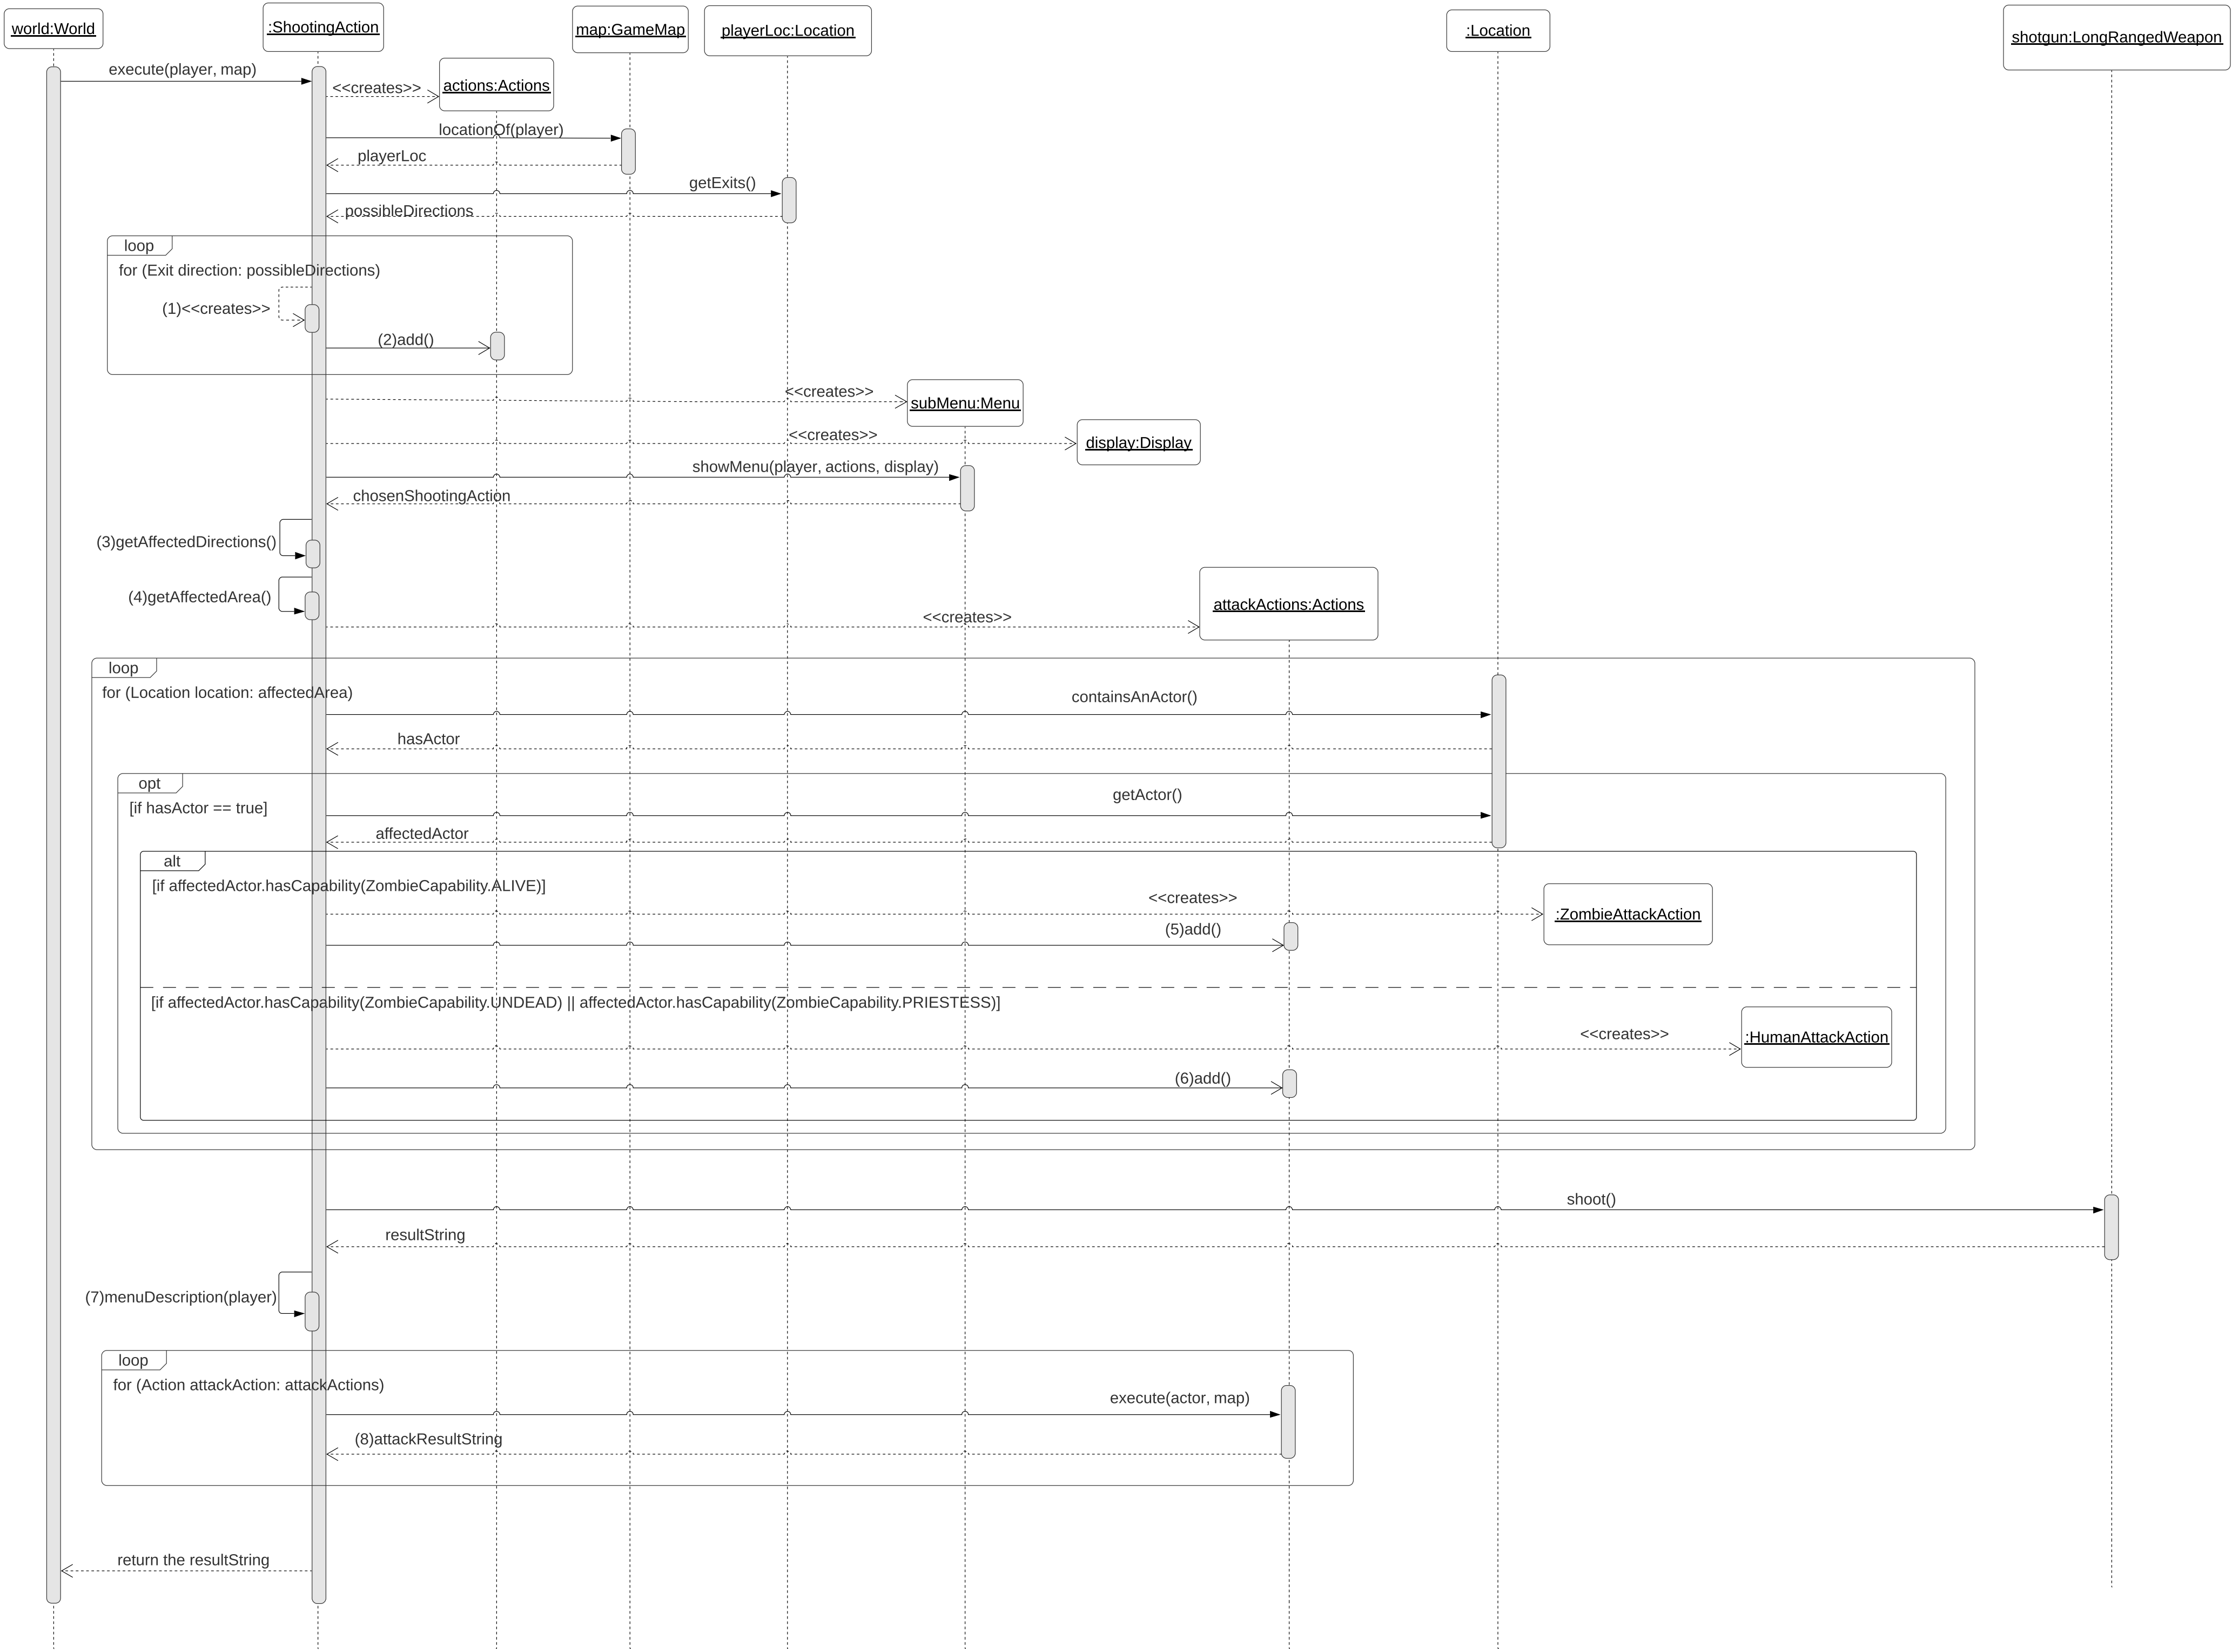 world:World
:ShootingAction
map:GameMap
playerLoc:Location
:Location
shotgun:LongRangedWeapon
execute(player, map)
<<creates>>
actions:Actions
locationOf(player)
playerLoc
getExits()
possibleDirections
loop
for (Exit direction: possibleDirections)
(1)<<creates>>
(2)add()
<<creates>>
subMenu:Menu
<<creates>>
display:Display
showMenu(player, actions, display)
chosenShootingAction
(3)getAffectedDirections()
(4)getAffectedArea()
<<creates>>
attackActions:Actions
loop
for (Location location: affectedArea)
containsAnActor()
hasActor
opt
[if hasActor == true]
getActor()
affectedActor
alt
[if affectedActor.hasCapability(ZombieCapability.ALIVE)]
<<creates>>
:ZombieAttackAction
(5)add()
[if affectedActor.hasCapability(ZombieCapability.UNDEAD) || affectedActor.hasCapability(ZombieCapability.PRIESTESS)]
<<creates>>
:HumanAttackAction
(6)add()
shoot()
resultString
(7)menuDescription(player)
loop
for (Action attackAction: attackActions)
execute(actor, map)
(8)attackResultString
return the resultString